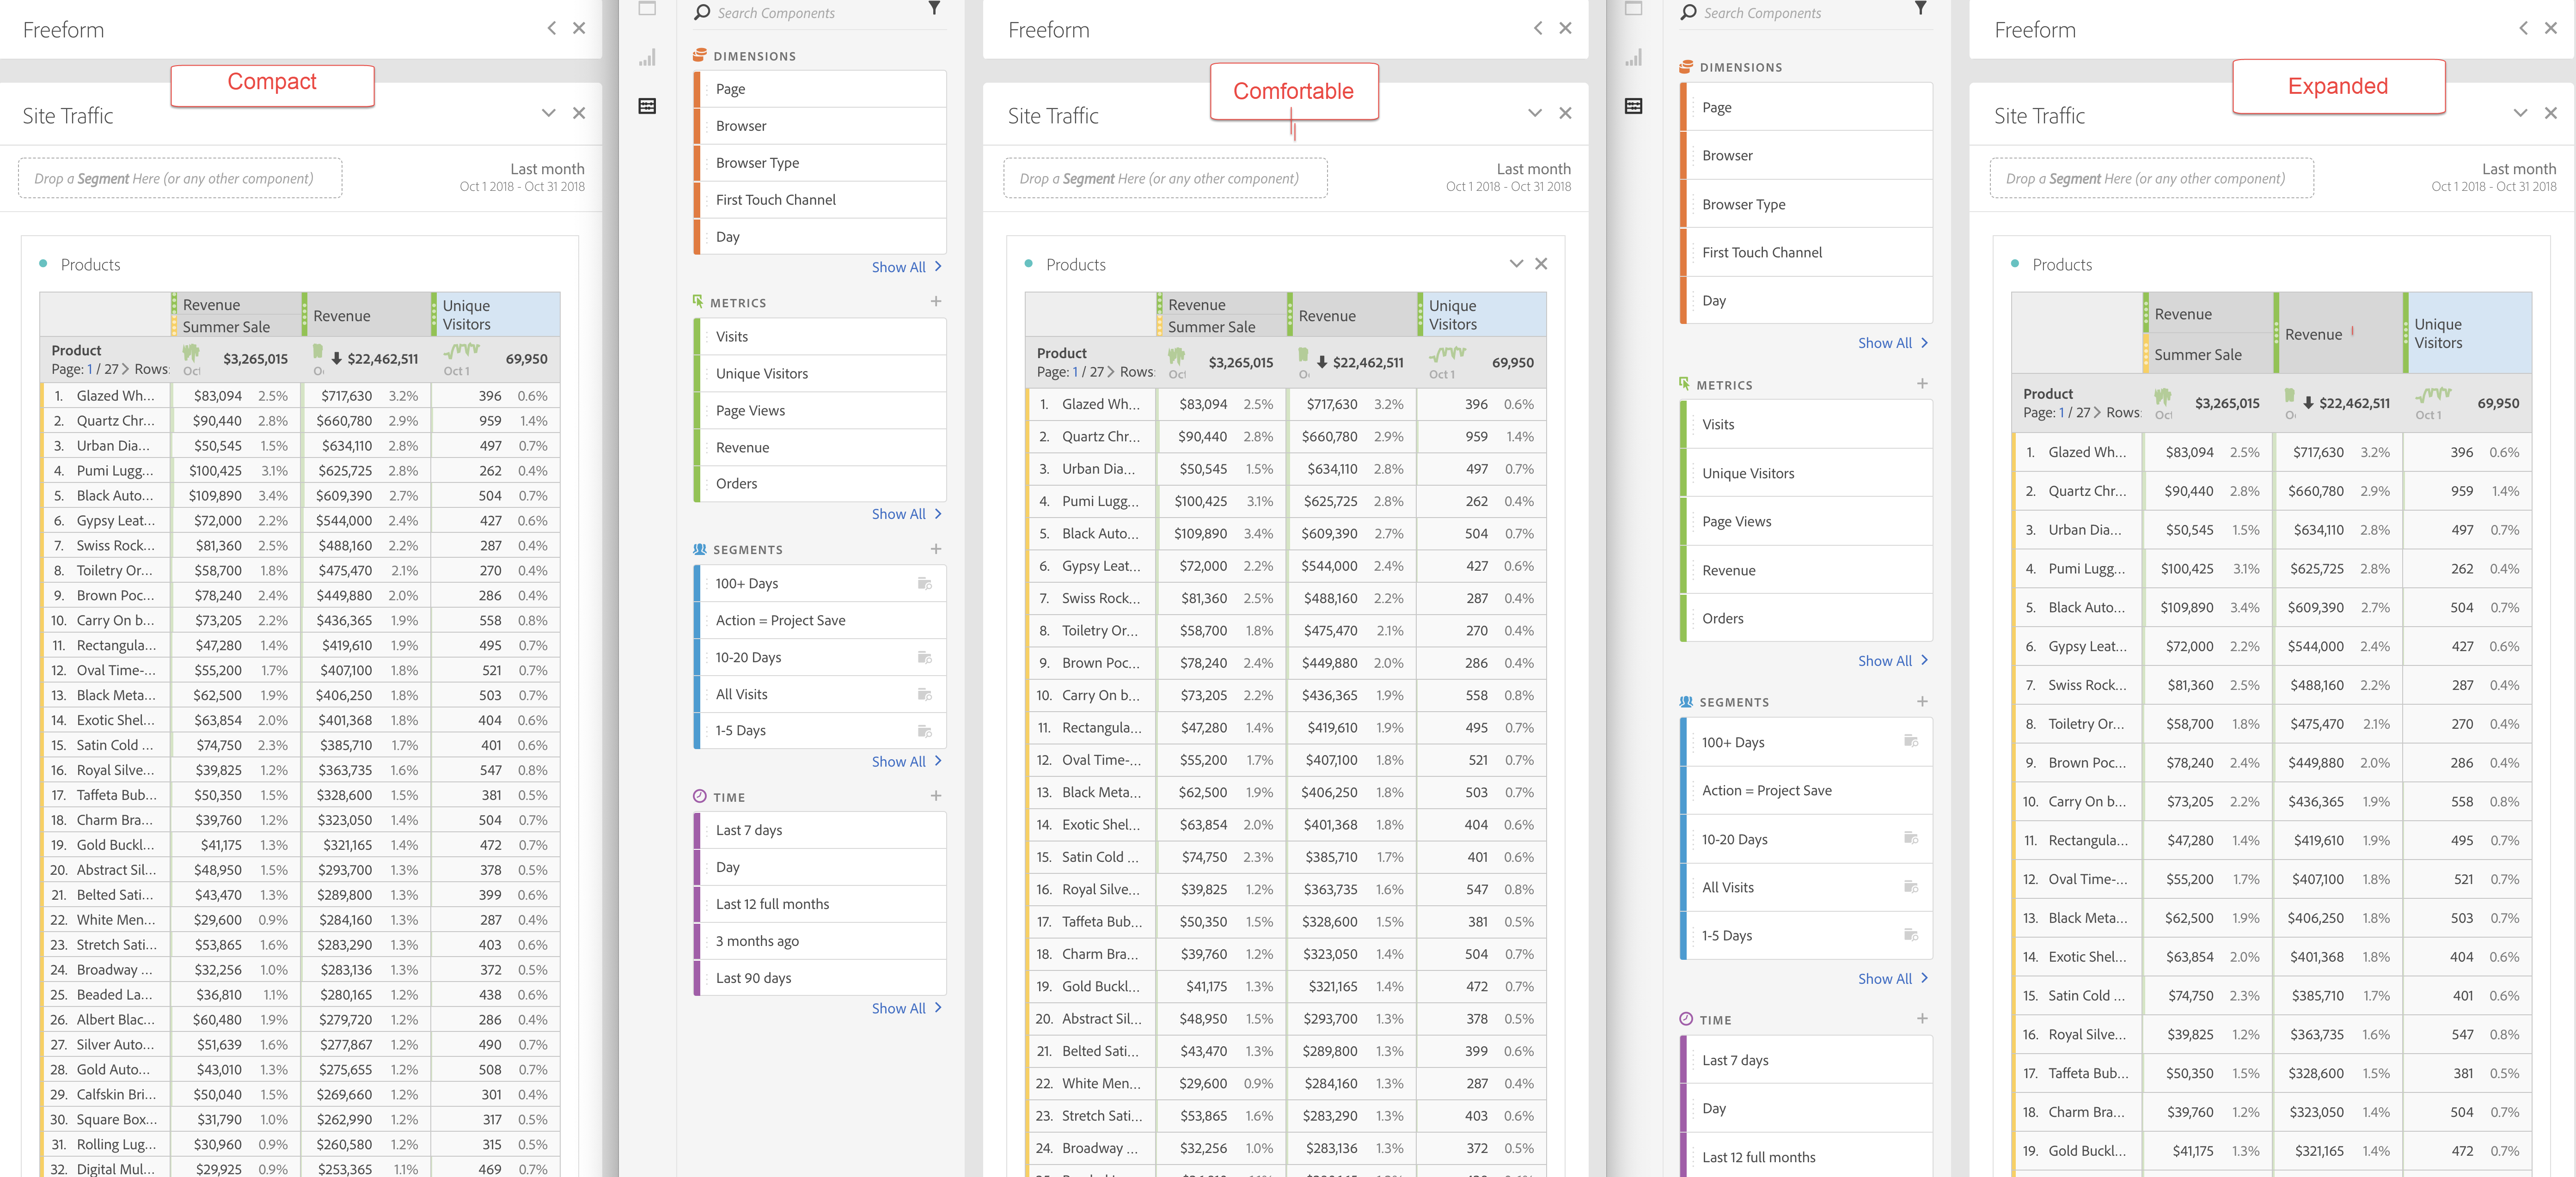 Freeform
Compact
Site Traffic
Drop a Segment Here (or any other component)
Last month
Oct 1 2018 - Oct 31 2018
Products
Revenue
Summer Sale
Revenue
Unique
Visitors
Product
Page: 1 / 27 > Rows:
Oct
$3,265,015
$22,462,511
Oct 1
69,950
1. Glazed Wh... $83,094 2.5% $717,630 3.2% 396 0.6%
2. Quartz Chr... $90,440 2.8% $660,780 2.9% 959 1.4%
3. Urban Dia... $50,545 1.5% $634,110 2.8% 497 0.7%
4. Pumi Lugg... $100,425 3.1% $625,725 2.8% 262 0.4%
5. Black Auto... $109,890 3.4% $609,390 2.7% 504 0.7%
6. Gypsy Leat... $72,000 2.2% $544,000 2.4% 427 0.6%
7. Swiss Rock... $81,360 2.5% $488,160 2.2% 287 0.4%
8. Toiletry Or... $58,700 1.8% $475,470 2.1% 270 0.4%
9. Brown Poc... $78,240 2.4% $449,880 2.0% 286 0.4%
10. Carry On b... $73,205 2.2% $436,365 1.9% 558 0.8%
11. Rectangula... $47,280 1.4% $419,610 1.9% 495 0.7%
12. Oval Time-... $55,200 1.7% $407,100 1.8% 521 0.7%
13. Black Meta... $62,500 1.9% $406,250 1.8% 503 0.7%
14. Exotic Shel... $63,854 2.0% $401,368 1.8% 404 0.6%
15. Satin Cold ... $74,750 2.3% $385,710 1.7% 401 0.6%
16. Royal Silve... $39,825 1.2% $363,735 1.6% 547 0.8%
17. Taffeta Bub... $50,350 1.5% $328,600 1.5% 381 0.5%
18. Charm Bra... $39,760 1.2% $323,050 1.4% 504 0.7%
19. Gold Buckl... $41,175 1.3% $321,165 1.4% 472 0.7%
20. Abstract Sil... $48,950 1.5% $293,700 1.3% 378 0.5%
21. Belted Sati... $43,470 1.3% $289,800 1.3% 399 0.6%
22. White Men... $29,600 0.9% $284,160 1.3% 287 0.4%
23. Stretch Sati... $53,865 1.6% $283,290 1.3% 403 0.6%
24. Broadway ... $32,256 1.0% $283,136 1.3% 372 0.5%
25. Beaded La... $36,810 1.1% $280,165 1.2% 438 0.6%
26. Albert Blac... $60,480 1.9% $279,720 1.2% 286 0.4%
27. Silver Auto... $51,639 1.6% $277,867 1.2% 490 0.7%
28. Gold Auto... $43,010 1.3% $275,655 1.2% 508 0.7%
29. Calfskin Bri... $50,040 1.5% $269,660 1.2% 301 0.4%
30. Square Box... $31,790 1.0% $262,990 1.2% 317 0.5%
31. Rolling Lug... $30,960 0.9% $260,580 1.2% 315 0.5%
32. Digital Mul... $29,925 0.9% $253,365 1.1% 469 0.7%
Search Components
DIMENSIONS
Page
Browser
Browser Type
First Touch Channel
Day
Show All >
METRICS +
Visits
Unique Visitors
Page Views
Revenue
Orders
Show All >
SEGMENTS +
100+ Days
Action = Project Save
10-20 Days
All Visits
1-5 Days
Show All >
TIME +
Last 7 days
Day
Last 12 full months
3 months ago
Last 90 days
Show All >
Freeform
Comfortable
Site Traffic
Drop a Segment Here (or any other component)
Last month
Oct 1 2018 - Oct 31 2018
Products
Revenue
Summer Sale
Revenue
Unique
Visitors
Product
Page: 1 / 27 > Rows:
Oct
$3,265,015
$22,462,511
Oct 1
69,950
1. Glazed Wh... $83,094 2.5% $717,630 3.2% 396 0.6%
2. Quartz Chr... $90,440 2.8% $660,780 2.9% 959 1.4%
3. Urban Dia... $50,545 1.5% $634,110 2.8% 497 0.7%
4. Pumi Lugg... $100,425 3.1% $625,725 2.8% 262 0.4%
5. Black Auto... $109,890 3.4% $609,390 2.7% 504 0.7%
6. Gypsy Leat... $72,000 2.2% $544,000 2.4% 427 0.6%
7. Swiss Rock... $81,360 2.5% $488,160 2.2% 287 0.4%
8. Toiletry Or... $58,700 1.8% $475,470 2.1% 270 0.4%
9. Brown Poc... $78,240 2.4% $449,880 2.0% 286 0.4%
10. Carry On b... $73,205 2.2% $436,365 1.9% 558 0.8%
11. Rectangula... $47,280 1.4% $419,610 1.9% 495 0.7%
12. Oval Time-... $55,200 1.7% $407,100 1.8% 521 0.7%
13. Black Meta... $62,500 1.9% $406,250 1.8% 503 0.7%
14. Exotic Shel... $63,854 2.0% $401,368 1.8% 404 0.6%
15. Satin Cold ... $74,750 2.3% $385,710 1.7% 401 0.6%
16. Royal Silve... $39,825 1.2% $363,735 1.6% 547 0.8%
17. Taffeta Bub... $50,350 1.5% $328,600 1.5% 381 0.5%
18. Charm Bra... $39,760 1.2% $323,050 1.4% 504 0.7%
19. Gold Buckl... $41,175 1.3% $321,165 1.4% 472 0.7%
20. Abstract Sil... $48,950 1.5% $293,700 1.3% 378 0.5%
21. Belted Sati... $43,470 1.3% $289,800 1.3% 399 0.6%
22. White Men... $29,600 0.9% $284,160 1.3% 287 0.4%
23. Stretch Sati... $53,865 1.6% $283,290 1.3% 403 0.6%
24. Broadway ... $32,256 1.0% $283,136 1.3% 372 0.5%
Search Components
DIMENSIONS
Page
Browser
Browser Type
First Touch Channel
Day
Show All >
METRICS +
Visits
Unique Visitors
Page Views
Revenue
Orders
Show All >
SEGMENTS +
100+ Days
Action = Project Save
10-20 Days
All Visits
1-5 Days
Show All >
TIME +
Last 7 days
Day
Last 12 full months
Freeform
Expanded
Site Traffic
Drop a Segment Here (or any other component)
Last month
Oct 1 2018 - Oct 31 2018
Products
Revenue
Summer Sale
Revenue
Unique
Visitors
Product
Page: 1 / 27 > Rows:
Oct
$3,265,015
$22,462,511
Oct 1
69,950
1. Glazed Wh... $83,094 2.5% $717,630 3.2% 396 0.6%
2. Quartz Chr... $90,440 2.8% $660,780 2.9% 959 1.4%
3. Urban Dia... $50,545 1.5% $634,110 2.8% 497 0.7%
4. Pumi Lugg... $100,425 3.1% $625,725 2.8% 262 0.4%
5. Black Auto... $109,890 3.4% $609,390 2.7% 504 0.7%
6. Gypsy Leat... $72,000 2.2% $544,000 2.4% 427 0.6%
7. Swiss Rock... $81,360 2.5% $488,160 2.2% 287 0.4%
8. Toiletry Or... $58,700 1.8% $475,470 2.1% 270 0.4%
9. Brown Poc... $78,240 2.4% $449,880 2.0% 286 0.4%
10. Carry On b... $73,205 2.2% $436,365 1.9% 558 0.8%
11. Rectangula... $47,280 1.4% $419,610 1.9% 495 0.7%
12. Oval Time-... $55,200 1.7% $407,100 1.8% 521 0.7%
13. Black Meta... $62,500 1.9% $406,250 1.8% 503 0.7%
14. Exotic Shel... $63,854 2.0% $401,368 1.8% 404 0.6%
15. Satin Cold ... $74,750 2.3% $385,710 1.7% 401 0.6%
16. Royal Silve... $39,825 1.2% $363,735 1.6% 547 0.8%
17. Taffeta Bub... $50,350 1.5% $328,600 1.5% 381 0.5%
18. Charm Bra... $39,760 1.2% $323,050 1.4% 504 0.7%
19. Gold Buckl... $41,175 1.3% $321,165 1.4% 472 0.7%